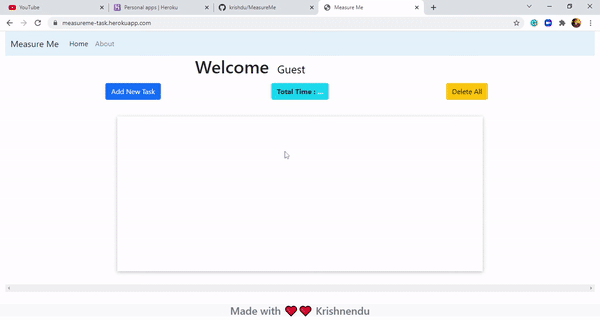 YouTube
Personal apps | Heroku
krishdu/MeasureMe
Measure Me
measureme-task.herokuapp.com
Measure Me Home About
Welcome Guest
Add New Task Total Time : ... Delete All
Made with ❤️❤️ Krishnendu